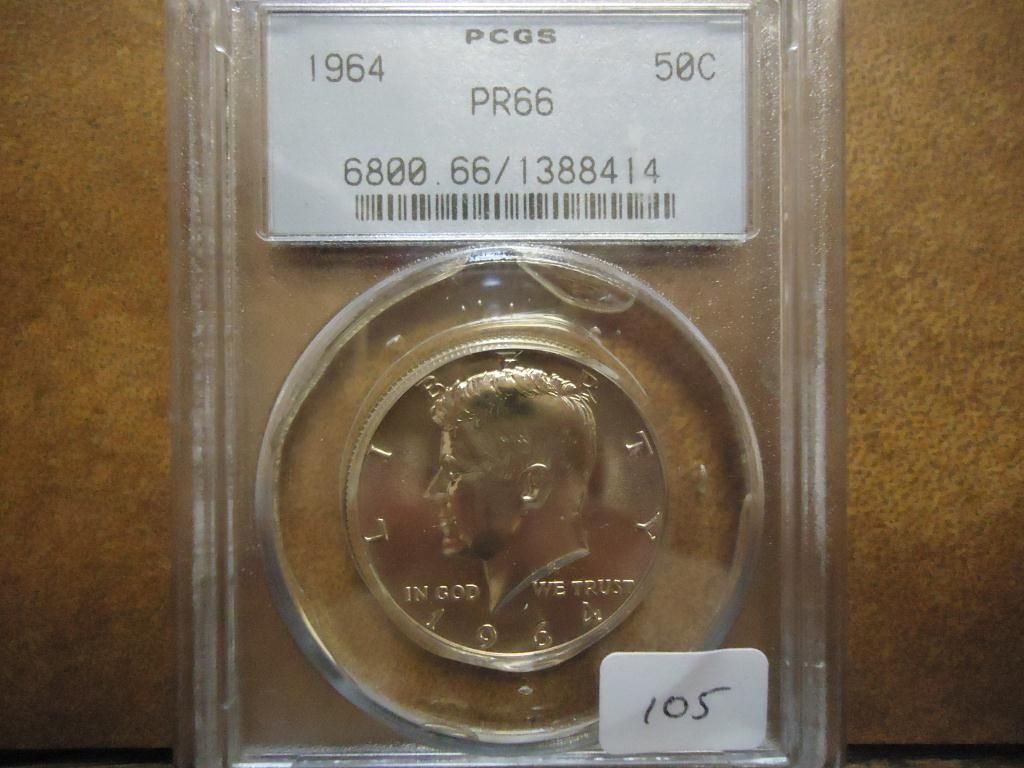 PCGS
1964 50C
PR66
6800.66/1388414
LIBERTY
IN GOD WE TRUST
1964
105